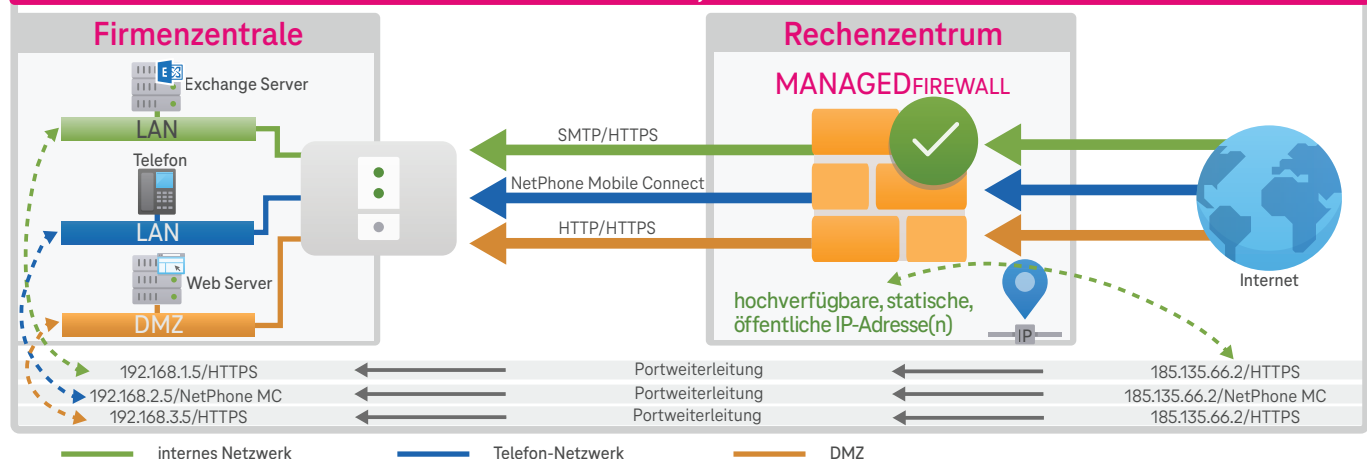 Firmenzentrale
Rechenzentrum
MANAGEDFIREWALL
E
Exchange Server
LAN
Telefon
LAN
Web Server
DMZ
SMTP/HTTPS
NetPhone Mobile Connect
HTTP/HTTPS
hochverfügbare, statische,
öffentliche IP-Adresse(n)
IP
Internet
192.168.1.5/HTTPS Portweiterleitung 185.135.66.2/HTTPS
192.168.2.5/NetPhone MC Portweiterleitung 185.135.66.2/NetPhone MC
192.168.3.5/HTTPS Portweiterleitung 185.135.66.2/HTTPS
internes Netzwerk Telefon-Netzwerk DMZ